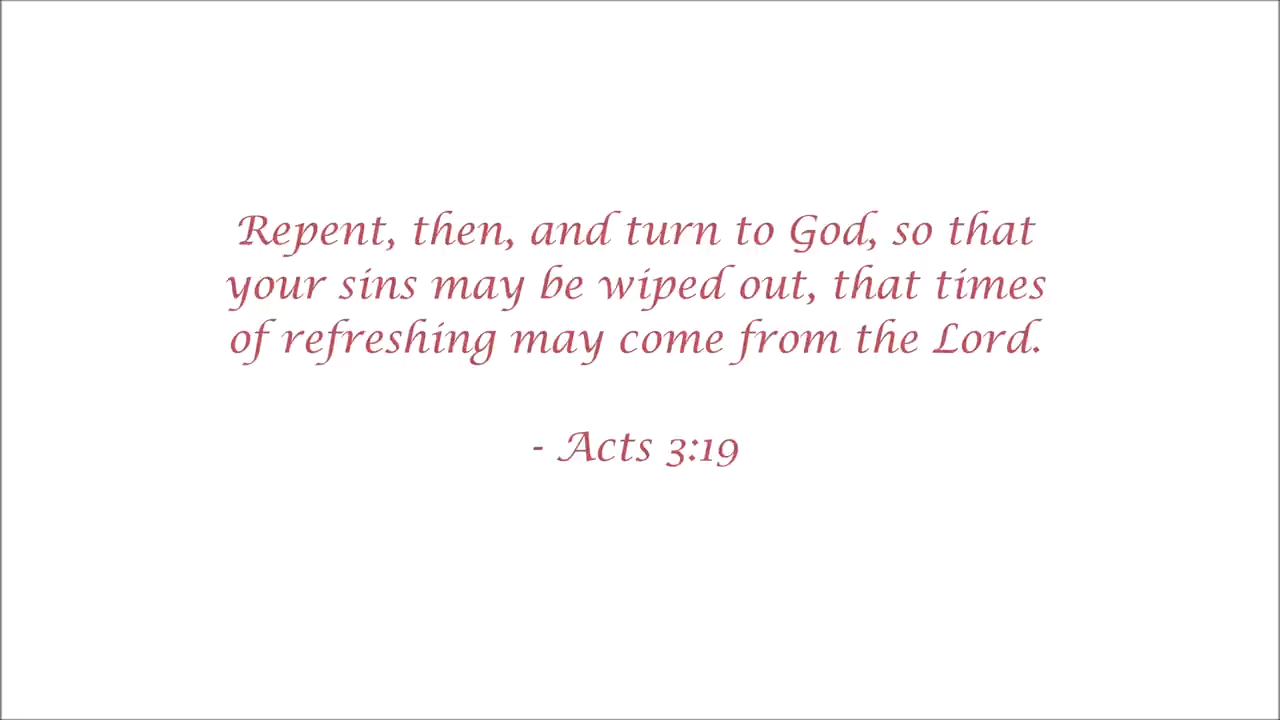 Repent, then, and turn to God, so that
your sins may be wiped out, that times
of refreshing may come from the Lord.
- Acts 3:19